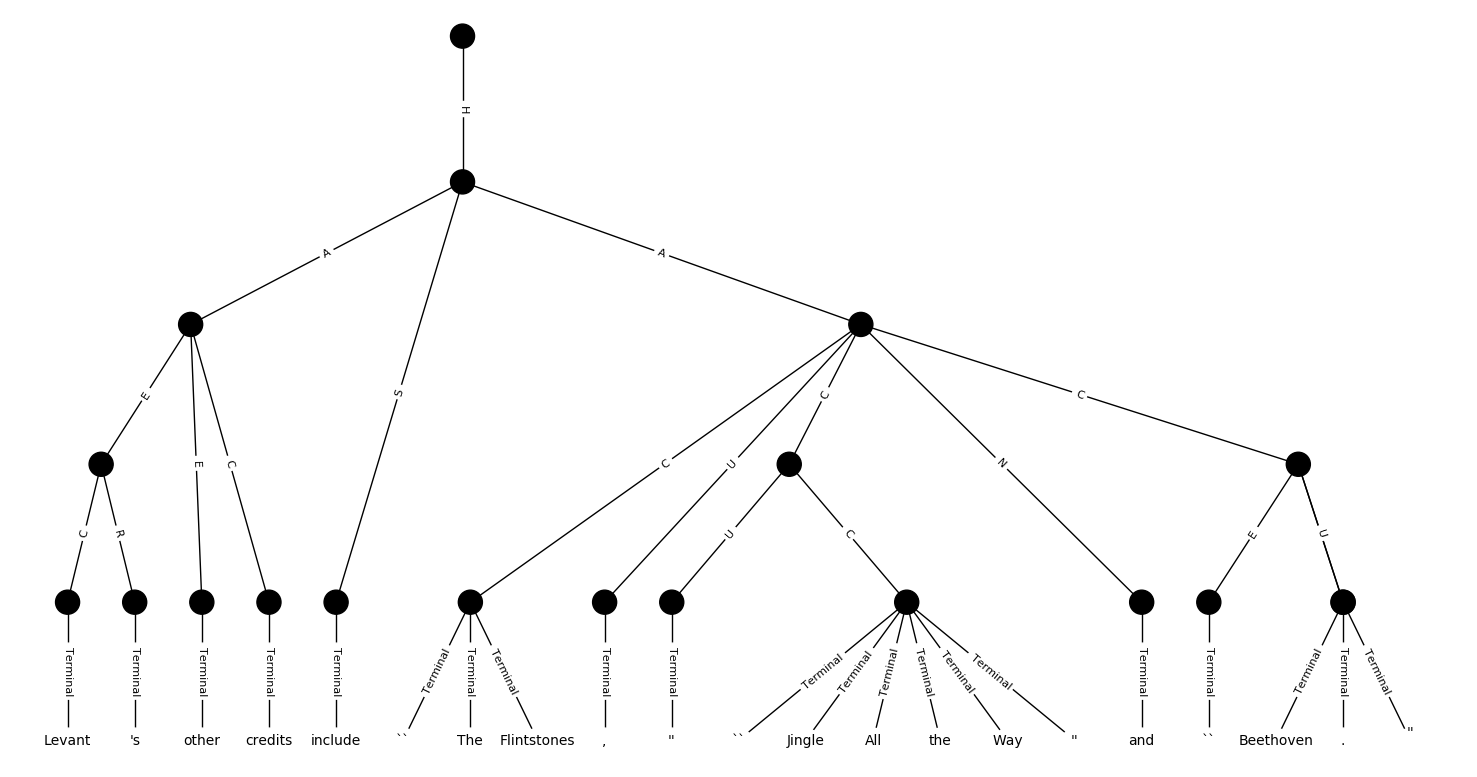 H
A
A
E
E
C
S
C
U
C
N
C
C
R
U
C
E
U
Terminal Terminal Terminal Terminal Terminal Terminal Terminal Terminal Terminal Terminal Terminal Terminal Terminal Terminal Terminal Terminal Terminal Terminal Terminal Terminal Terminal
Levant 's other credits include `` The Flintstones , " `` Jingle All the Way " and `` Beethoven . "